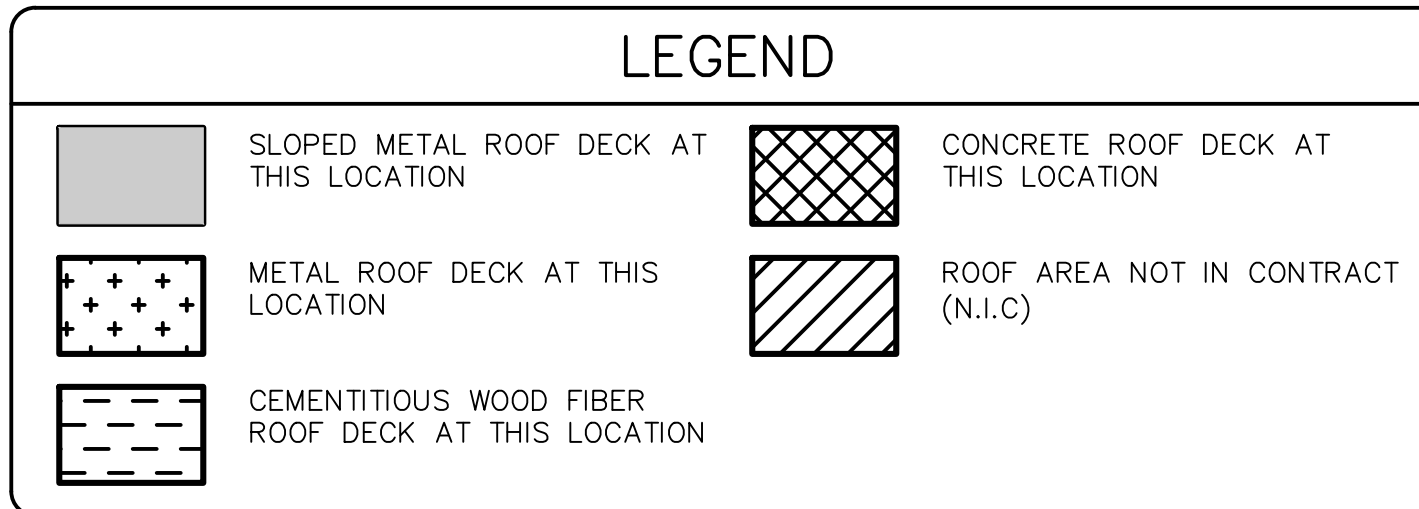 LEGEND
SLOPED METAL ROOF DECK AT
THIS LOCATION
METAL ROOF DECK AT THIS
LOCATION
CEMENTITIOUS WOOD FIBER
ROOF DECK AT THIS LOCATION
CONCRETE ROOF DECK AT
THIS LOCATION
ROOF AREA NOT IN CONTRACT
(N.I.C)